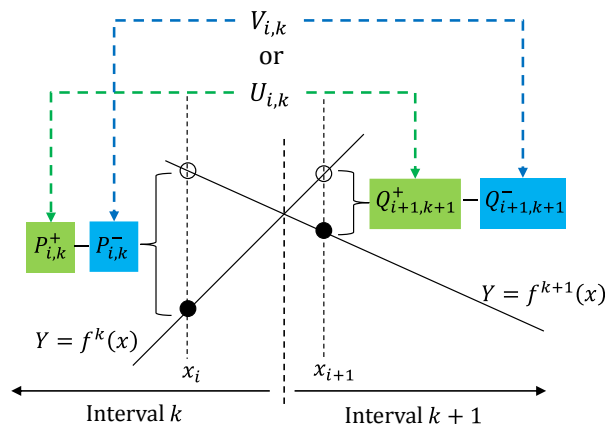 V_{i,k}
or
U_{i,k}
P^+_{i,k} − P^-_{i,k}
Q^+_{i+1,k+1} − Q^-_{i+1,k+1}
Y = f^{k+1}(x)
Y = f^k(x)
x_i
x_{i+1}
Interval k
Interval k + 1